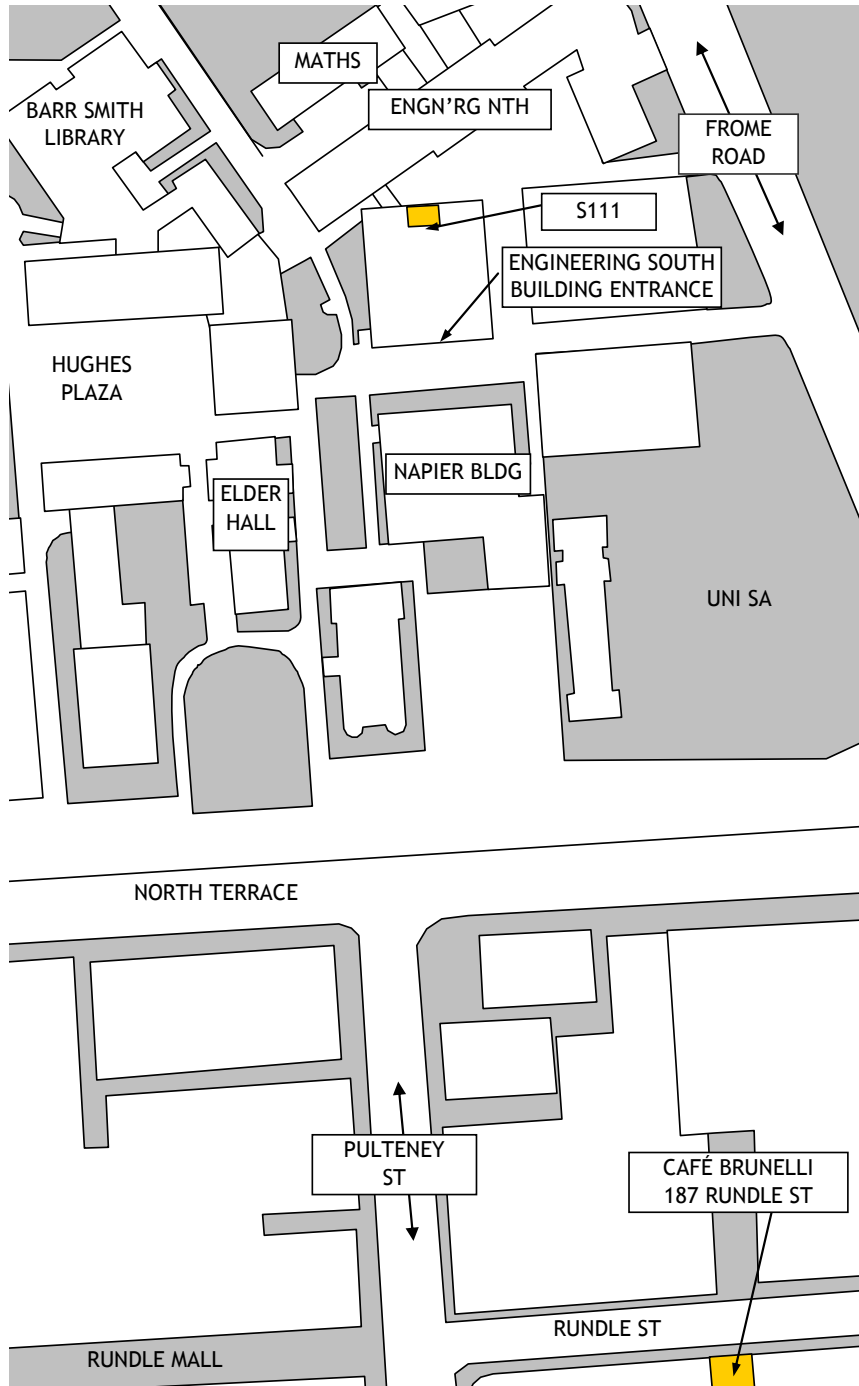 MATHS
BARR SMITH
LIBRARY
ENGN'RG NTH
FROME
ROAD
S111
ENGINEERING SOUTH
BUILDING ENTRANCE
HUGHES
PLAZA
NAPIER BLDG
ELDER
HALL
UNI SA
NORTH TERRACE
PULTENEY
ST
CAFÉ BRUNELLI
187 RUNDLE ST
RUNDLE ST
RUNDLE MALL